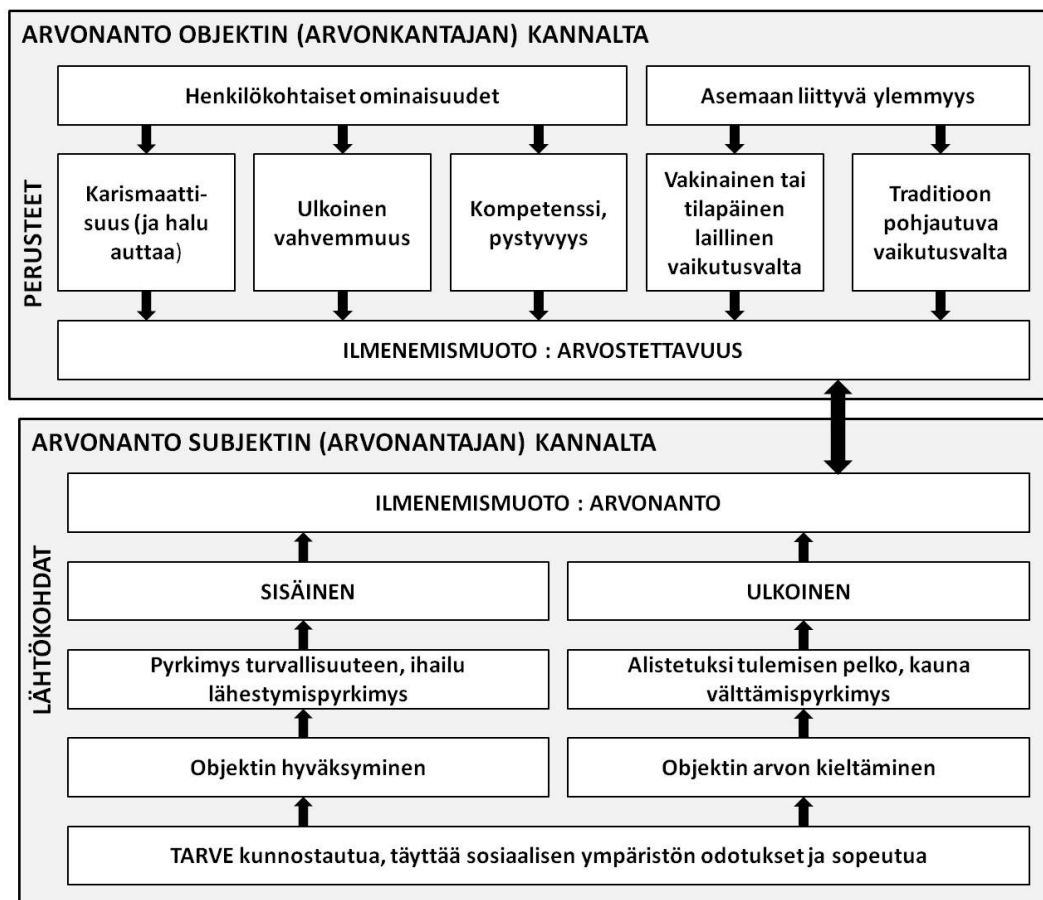 ARVONANTO OBJEKTIN (ARVONKANTAJAN) KANNALTA
PERUSTEET
Henkilökohtaiset ominaisuudet
Asemaan liittyvä ylemmyys
Karismaatti-
suus (ja halu
auttaa)
Ulkoinen
vahvemmuus
Kompetenssi,
pystyvyys
Vakinainen tai
tilapäinen
laillinen
vaikutusvalta
Traditioon
pohjautuva
vaikutusvalta
ILMENEMISMUOTO : ARVOSTETTAVUUS
ARVONANTO SUBJEKTIN (ARVONANTAJAN) KANNALTA
LÄHTÖKOHDAT
ILMENEMISMUOTO : ARVONANTO
SISÄINEN
ULKOINEN
Pyrkimys turvallisuuteen, ihailu
lähestymispyrkimys
Alistetuksi tulemisen pelko, kauna
välttämispyrkimys
Objektin hyväksyminen
Objektin arvon kieltäminen
TARVE kunnostautua, täyttää sosiaalisen ympäristön odotukset ja sopeutua